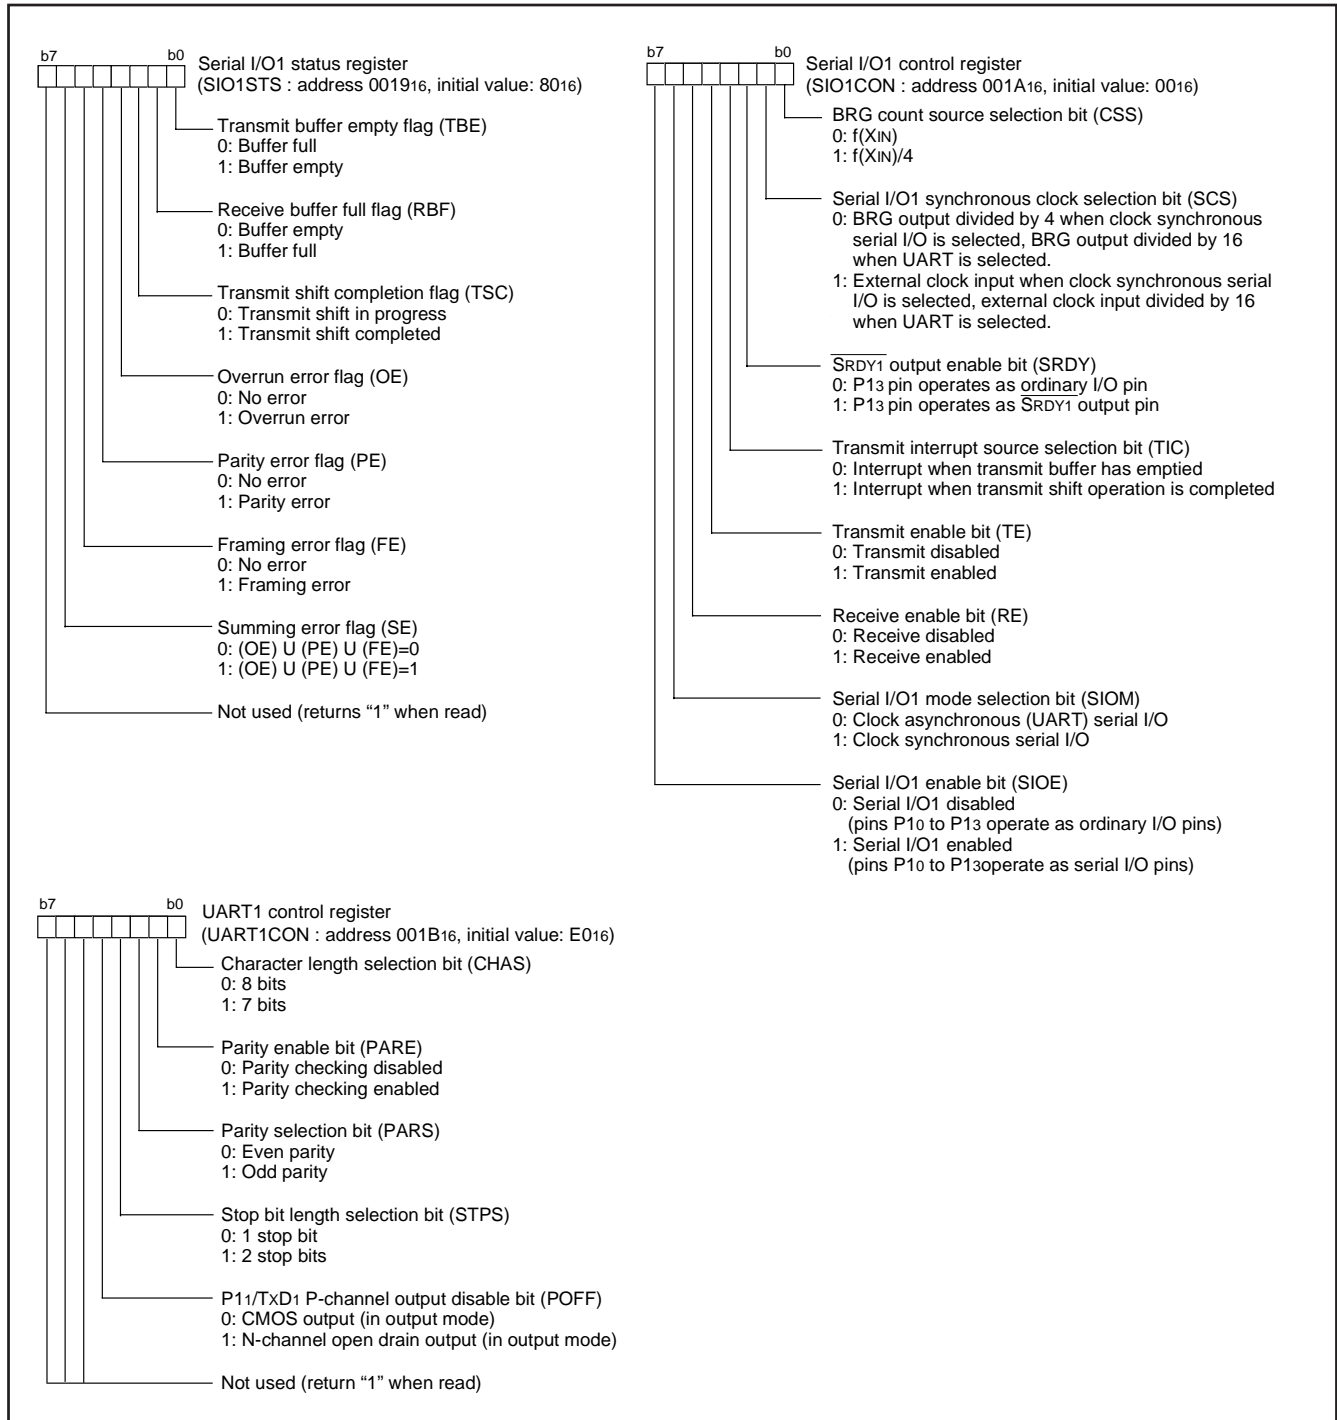 b7 b0
Serial I/O1 status register
(SIO1STS : address 001916, initial value: 8016)
Transmit buffer empty flag (TBE)
0: Buffer full
1: Buffer empty
Receive buffer full flag (RBF)
0: Buffer empty
1: Buffer full
Transmit shift completion flag (TSC)
0: Transmit shift in progress
1: Transmit shift completed
Overrun error flag (OE)
0: No error
1: Overrun error
Parity error flag (PE)
0: No error
1: Parity error
Framing error flag (FE)
0: No error
1: Framing error
Summing error flag (SE)
0: (OE) U (PE) U (FE)=0
1: (OE) U (PE) U (FE)=1
Not used (returns “1” when read)
b7 b0
Serial I/O1 control register
(SIO1CON : address 001A16, initial value: 0016)
BRG count source selection bit (CSS)
0: f(XIN)
1: f(XIN)/4
Serial I/O1 synchronous clock selection bit (SCS)
0: BRG output divided by 4 when clock synchronous
serial I/O is selected, BRG output divided by 16
when UART is selected.
1: External clock input when clock synchronous serial
I/O is selected, external clock input divided by 16
when UART is selected.
SRDY1 output enable bit (SRDY)
0: P13 pin operates as ordinary I/O pin
1: P13 pin operates as SRDY1 output pin
Transmit interrupt source selection bit (TIC)
0: Interrupt when transmit buffer has emptied
1: Interrupt when transmit shift operation is completed
Transmit enable bit (TE)
0: Transmit disabled
1: Transmit enabled
Receive enable bit (RE)
0: Receive disabled
1: Receive enabled
Serial I/O1 mode selection bit (SIOM)
0: Clock asynchronous (UART) serial I/O
1: Clock synchronous serial I/O
Serial I/O1 enable bit (SIOE)
0: Serial I/O1 disabled
(pins P10 to P13 operate as ordinary I/O pins)
1: Serial I/O1 enabled
(pins P10 to P13operate as serial I/O pins)
b7 b0
UART1 control register
(UART1CON : address 001B16, initial value: E016)
Character length selection bit (CHAS)
0: 8 bits
1: 7 bits
Parity enable bit (PARE)
0: Parity checking disabled
1: Parity checking enabled
Parity selection bit (PARS)
0: Even parity
1: Odd parity
Stop bit length selection bit (STPS)
0: 1 stop bit
1: 2 stop bits
P11/TXD1 P-channel output disable bit (POFF)
0: CMOS output (in output mode)
1: N-channel open drain output (in output mode)
Not used (return “1” when read)